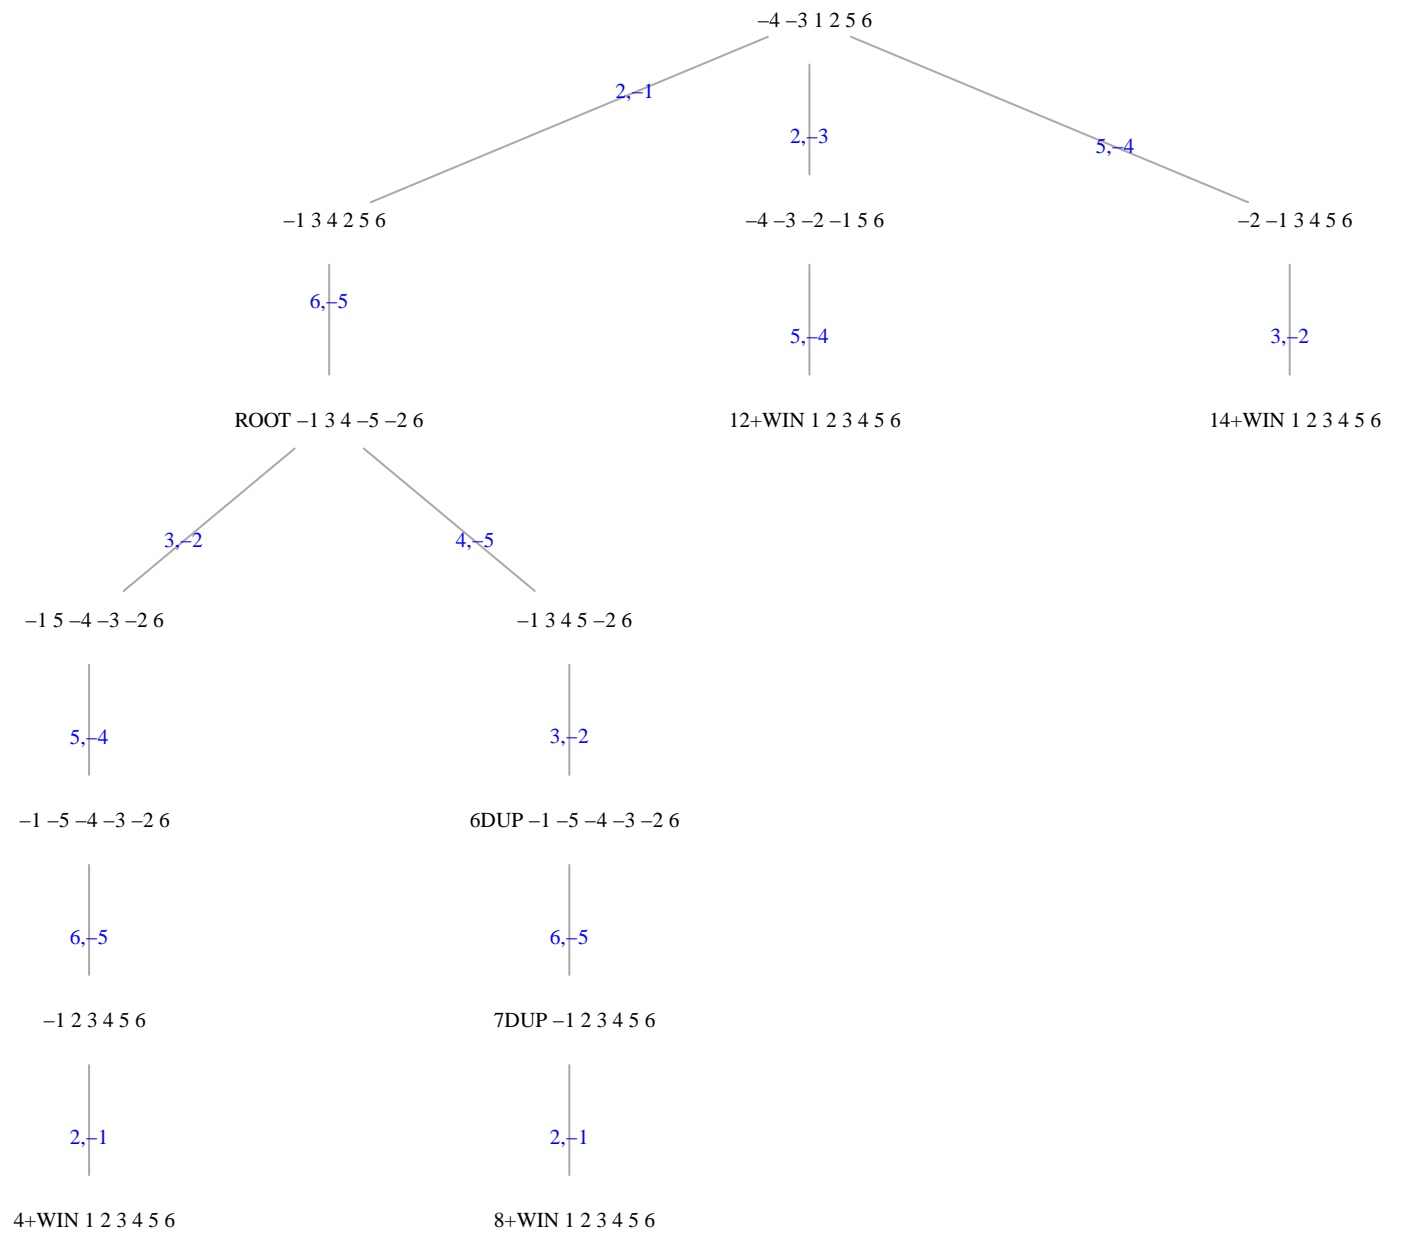 –4 –3 1 2 5 6
2,–1
2,–3
5,–4
–1 3 4 2 5 6
–4 –3 –2 –1 5 6
–2 –1 3 4 5 6
6,–5
5,–4
3,–2
ROOT –1 3 4 –5 –2 6
12+WIN 1 2 3 4 5 6
14+WIN 1 2 3 4 5 6
3,–2
4,–5
–1 5 –4 –3 –2 6
–1 3 4 5 –2 6
5,–4
3,–2
–1 –5 –4 –3 –2 6
6DUP –1 –5 –4 –3 –2 6
6,–5
6,–5
–1 2 3 4 5 6
7DUP –1 2 3 4 5 6
2,–1
2,–1
4+WIN 1 2 3 4 5 6
8+WIN 1 2 3 4 5 6